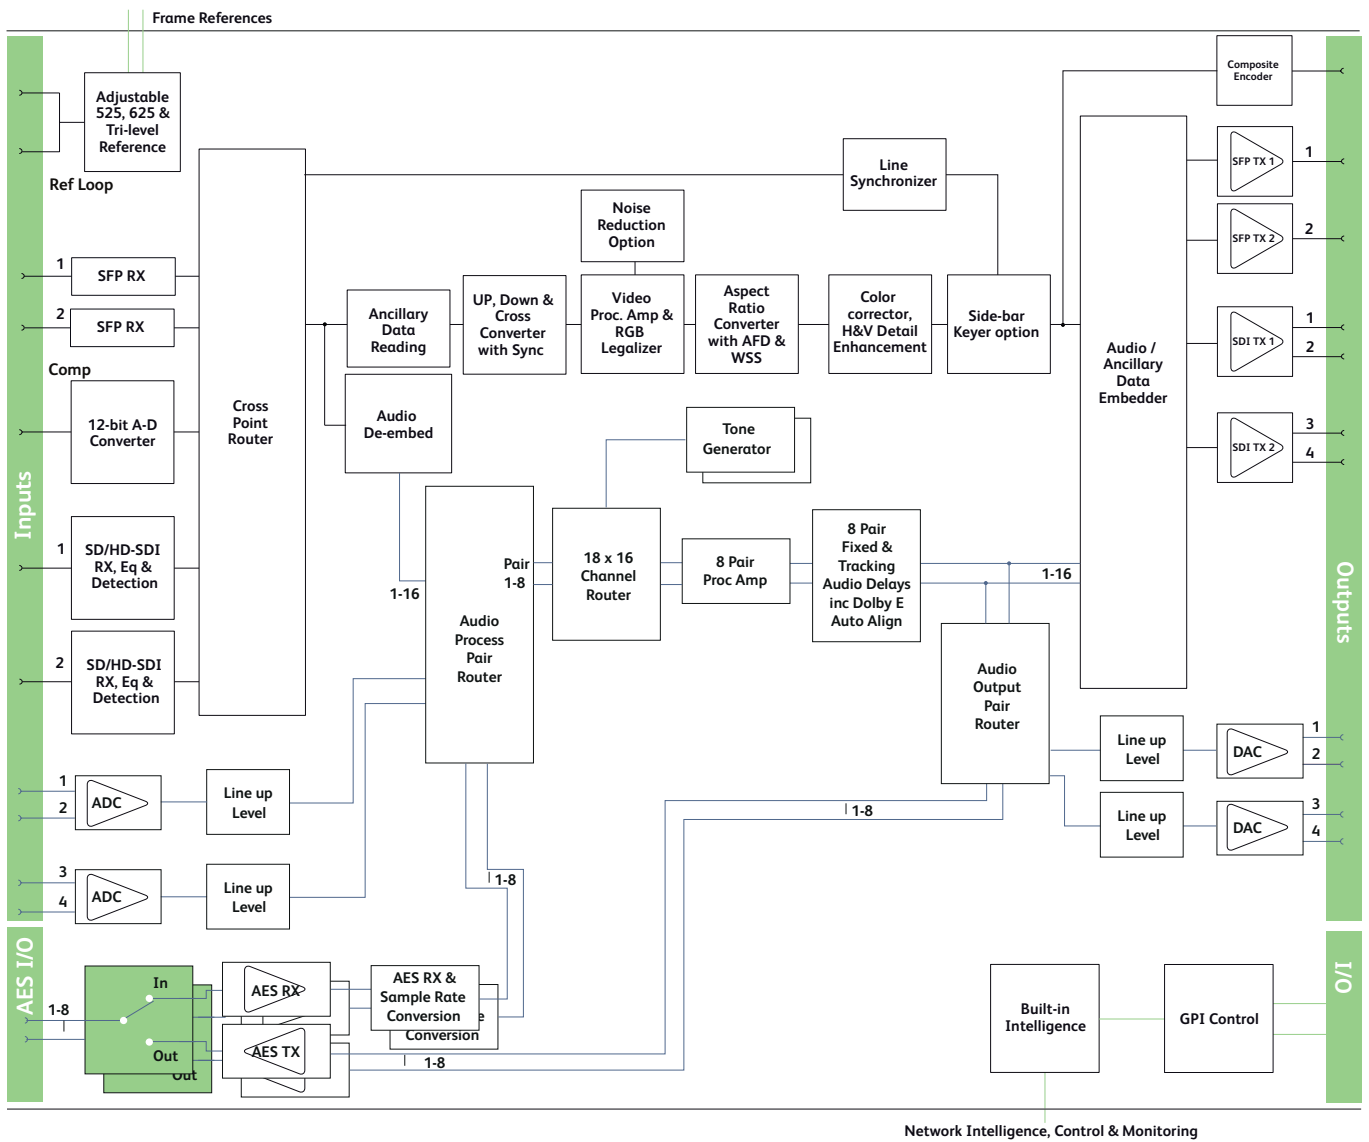 Frame References
Adjustable
525, 625 &
Tri-level
Reference
Ref Loop
1
SFP RX
2
SFP RX
Comp
12-bit A-D
Converter
Inputs
1
SD/HD-SDI
RX, Eq &
Detection
2
SD/HD-SDI
RX, Eq &
Detection
Cross
Point
Router
Line
Synchronizer
Noise
Reduction
Option
Ancillary
Data
Reading
UP, Down &
Cross
Converter
with Sync
Video
Proc. Amp &
RGB
Legalizer
Aspect
Ratio
Converter
with AFD &
WSS
Color
corrector,
H&V Detail
Enhancement
Side-bar
Keyer option
Audio
De-embed
Tone
Generator
Audio /
Ancillary
Data
Embedder
Composite
Encoder
SFP TX 1
1
SFP TX 2
2
SDI TX 1
1
2
SDI TX 2
3
4
Outputs
1-16
Audio
Process
Pair
Router
Pair
1-8
18 x 16
Channel
Router
8 Pair
Proc Amp
8 Pair
Fixed &
Tracking
Audio Delays
inc Dolby E
Auto Align
1-16
Audio
Output
Pair
Router
Line up
Level
DAC
1
2
Line up
Level
DAC
3
4
1
2
ADC
Line up
Level
3
4
ADC
Line up
Level
1-8
1-8
AES I/O
1-8
In
Out
Out
AES RX
AES TX
AES RX &
Sample Rate
Conversion
e
Conversion
1-8
Built-in
Intelligence
GPI Control
I/O
Network Intelligence, Control & Monitoring